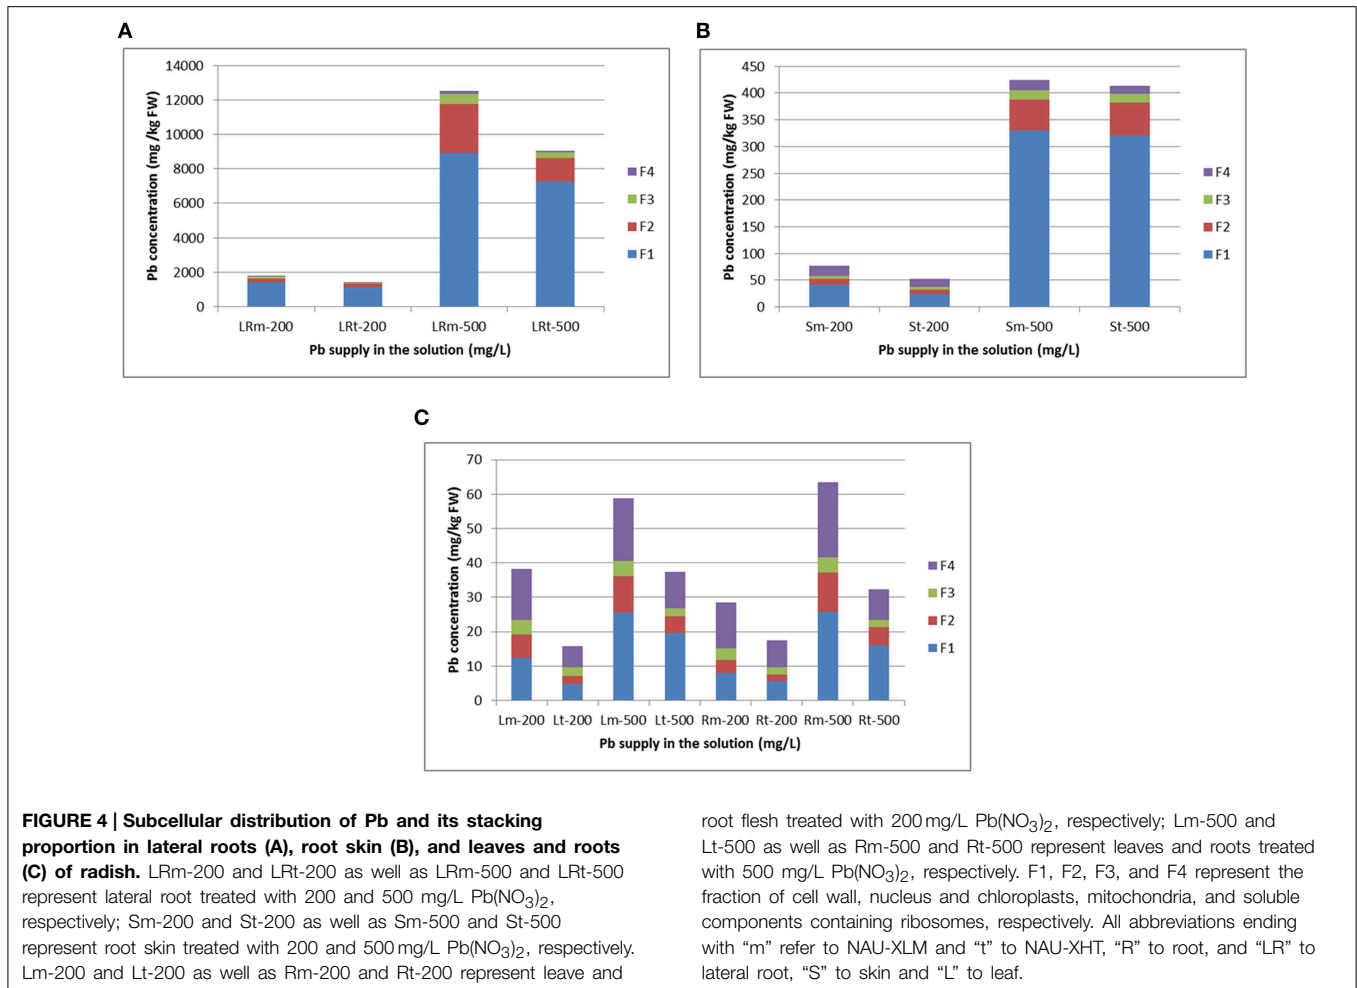 A
14000
12000
10000
8000
6000
4000
2000
0
Pb concentration (mg /kg FW)
LRm-200 LRt-200 LRm-500 LRt-500
Pb supply in the solution (mg/L)
F4
F3
F2
F1
B
450
400
350
300
250
200
150
100
50
0
Pb concentration (mg/kg FW)
Sm-200 St-200 Sm-500 St-500
Pb supply in the solution (mg/L)
F4
F3
F2
F1
C
70
60
50
40
30
20
10
0
Pb concentration (mg/kg FW)
Lm-200 Lt-200 Lm-500 Lt-500 Rm-200 Rt-200 Rm-500 Rt-500
Pb supply in the solution (mg/L)
F4
F3
F2
F1
FIGURE 4 | Subcellular distribution of Pb and its stacking
proportion in lateral roots (A), root skin (B), and leaves and roots
(C) of radish. LRm-200 and LRt-200 as well as LRm-500 and LRt-500
represent lateral root treated with 200 and 500 mg/L Pb(NO3)2,
respectively; Sm-200 and St-200 as well as Sm-500 and St-500
represent root skin treated with 200 and 500 mg/L Pb(NO3)2, respectively.
Lm-200 and Lt-200 as well as Rm-200 and Rt-200 represent leave and
root flesh treated with 200 mg/L Pb(NO3)2, respectively; Lm-500 and
Lt-500 as well as Rm-500 and Rt-500 represent leaves and roots treated
with 500 mg/L Pb(NO3)2, respectively. F1, F2, F3, and F4 represent the
fraction of cell wall, nucleus and chloroplasts, mitochondria, and soluble
components containing ribosomes, respectively. All abbreviations ending
with “m” refer to NAU-XLM and “t” to NAU-XHT, “R” to root, and “LR” to
lateral root, “S” to skin and “L” to leaf.